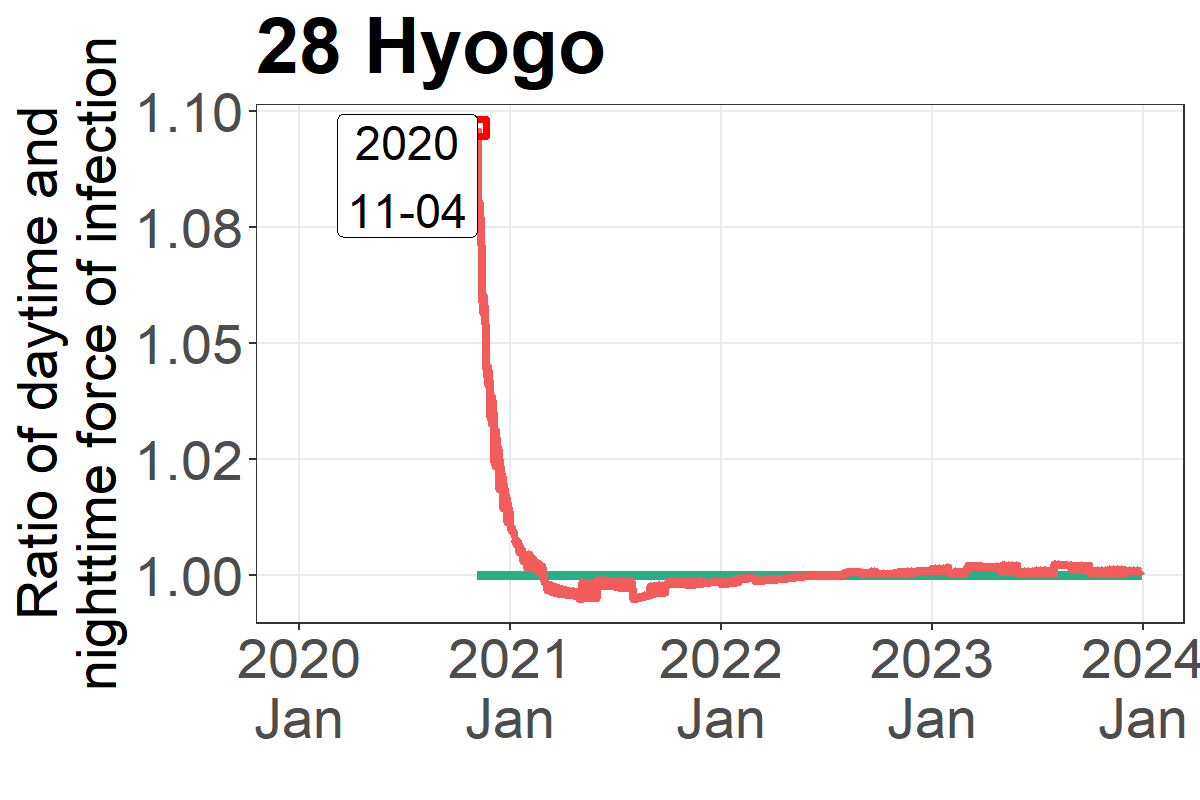 28 Hyogo
Ratio of daytime and
nighttime force of infection
1.10
1.08
1.05
1.02
1.00
2020
11-04
2020 2021 2022 2023 2024
Jan Jan Jan Jan Jan